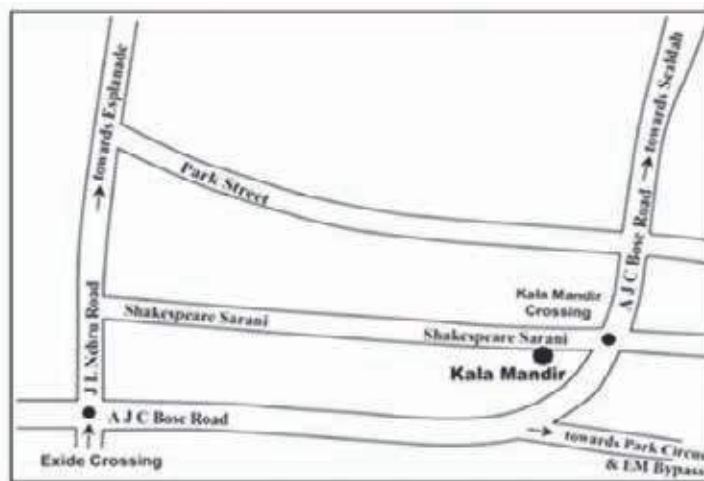 towards Esplanade
towards Sealdah
Park Street
A J C Bose Road
J L Nehru Road
Kala Mandir
Crossing
Shakespeare Sarani
Shakespeare Sarani
Kala Mandir
A J C Bose Road
towards Park Circus
& EM Bypass
Exide Crossing